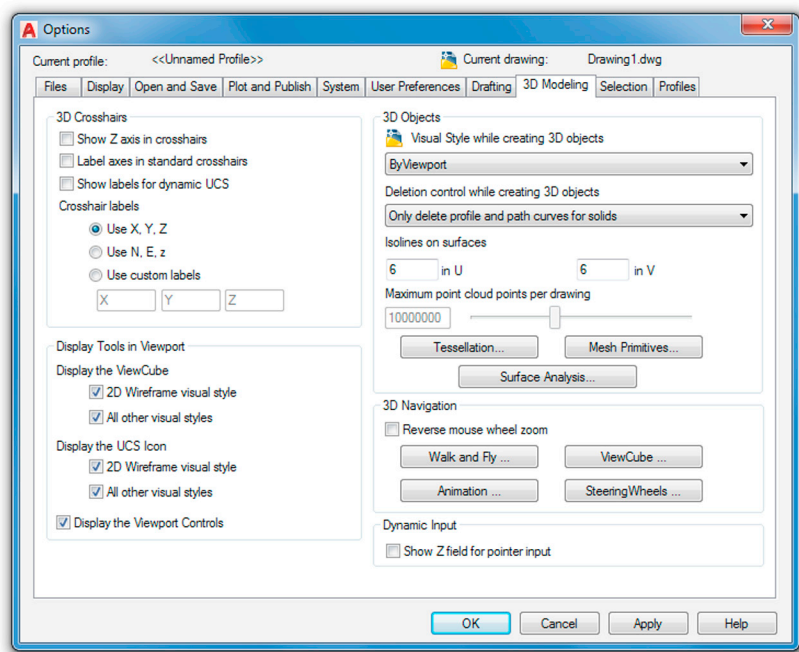 A Options
Current profile: <<Unnamed Profile>> Current drawing: Drawing1.dwg
Files Display Open and Save Plot and Publish System User Preferences Drafting 3D Modeling Selection Profiles
3D Crosshairs
Show Z axis in crosshairs
Label axes in standard crosshairs
Show labels for dynamic UCS
Crosshair labels
Use X, Y, Z
Use N, E, z
Use custom labels
X Y Z
Display Tools in Viewport
Display the ViewCube
2D Wireframe visual style
All other visual styles
Display the UCS Icon
2D Wireframe visual style
All other visual styles
Display the Viewport Controls
3D Objects
Visual Style while creating 3D objects
ByViewport
Deletion control while creating 3D objects
Only delete profile and path curves for solids
Isolines on surfaces
6 in U 6 in V
Maximum point cloud points per drawing
10000000
Tessellation... Mesh Primitives...
Surface Analysis...
3D Navigation
Reverse mouse wheel zoom
Walk and Fly ... ViewCube ...
Animation ... SteeringWheels ...
Dynamic Input
Show Z field for pointer input
OK Cancel Apply Help